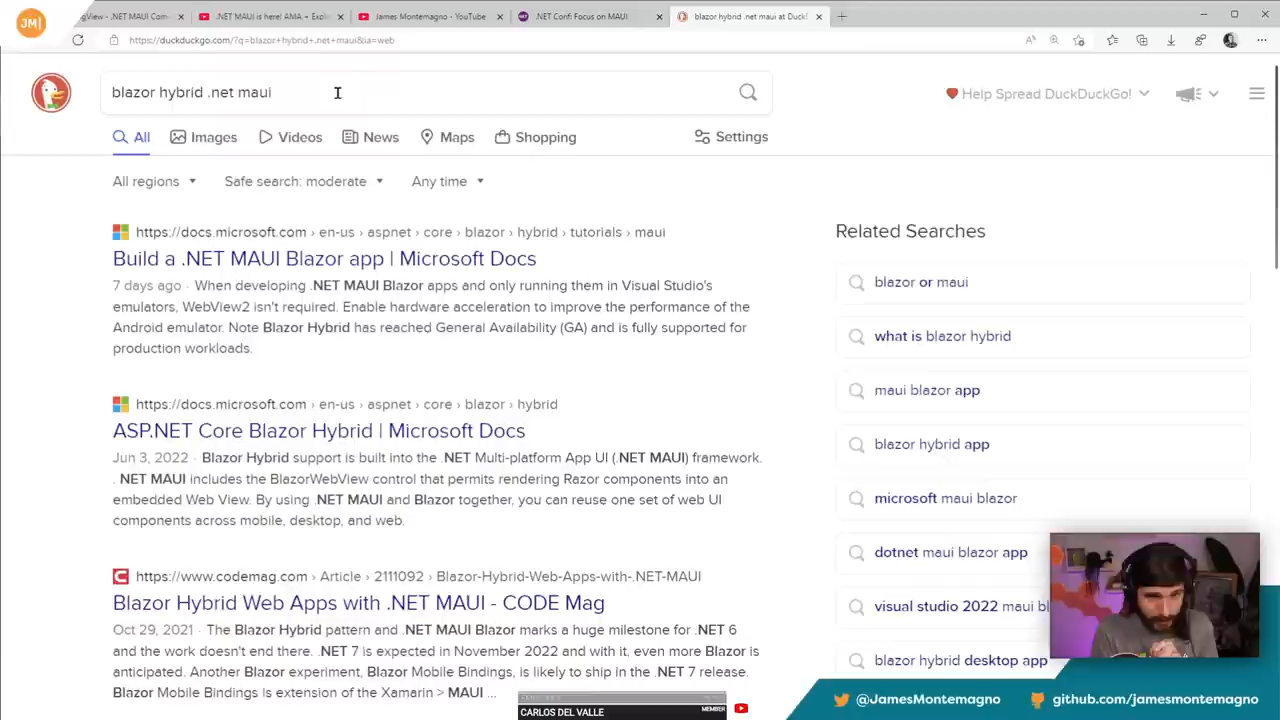 JM|
gView - .NET MAUI Com
.NET MAUI is here! AMA + Explo
James Montemagno - YouTube
.NET Conf: Focus on MAUI
blazor hybrid .net maui at Duck
https://duckduckgo.com/?q=blazor+hybrid+.net+maui&ia=web
blazor hybrid .net maui
Help Spread DuckDuckGo!
All
Images
Videos
News
Maps
Shopping
Settings
All regions
Safe search: moderate
Any time
https://docs.microsoft.com › en-us › aspnet › core › blazor › hybrid › tutorials › maui
Build a .NET MAUI Blazor app | Microsoft Docs
7 days ago · When developing .NET MAUI Blazor apps and only running them in Visual Studio's
emulators, WebView2 isn't required. Enable hardware acceleration to improve the performance of the
Android emulator. Note Blazor Hybrid has reached General Availability (GA) and is fully supported for
production workloads.
https://docs.microsoft.com › en-us › aspnet › core › blazor › hybrid
ASP.NET Core Blazor Hybrid | Microsoft Docs
Jun 3, 2022 · Blazor Hybrid support is built into the .NET Multi-platform App UI (.NET MAUI) framework.
. NET MAUI includes the BlazorWebView control that permits rendering Razor components into an
embedded Web View. By using .NET MAUI and Blazor together, you can reuse one set of web UI
components across mobile, desktop, and web.
https://www.codemag.com › Article › 2111092 › Blazor-Hybrid-Web-Apps-with-.NET-MAUI
Blazor Hybrid Web Apps with .NET MAUI - CODE Mag
Oct 29, 2021 · The Blazor Hybrid pattern and .NET MAUI Blazor marks a huge milestone for .NET 6
and the work doesn't end there. .NET 7 is expected in November 2022 and with it, even more Blazor is
anticipated. Another Blazor experiment, Blazor Mobile Bindings, is likely to ship in the .NET 7 release.
Blazor Mobile Bindings is extension of the Xamarin > MAUI ...
Related Searches
blazor or maui
what is blazor hybrid
maui blazor app
blazor hybrid app
microsoft maui blazor
dotnet maui blazor app
visual studio 2022 maui bl
blazor hybrid desktop app
CARLOS DEL VALLE
MEMBER
@JamesMontemagno
github.com/jamesmontemagno